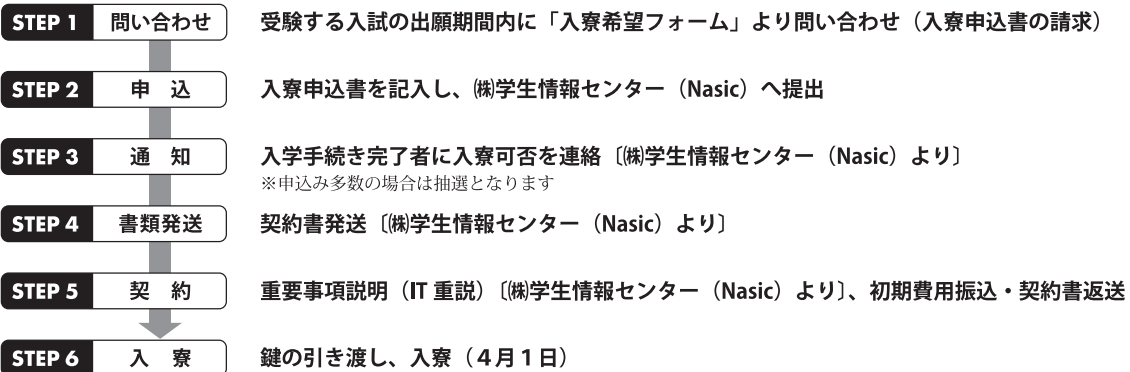 STEP 1 問い合わせ 受験する入試の出願期間内に「入寮希望フォーム」より問い合わせ（入寮申込書の請求）
STEP 2 申 込 入寮申込書を記入し、㈱学生情報センター（Nasic）へ提出
STEP 3 通 知 入学手続き完了者に入寮可否を連絡〔㈱学生情報センター（Nasic）より〕
※申込み多数の場合は抽選となります
STEP 4 書類発送 契約書発送〔㈱学生情報センター（Nasic）より〕
STEP 5 契 約 重要事項説明（IT 重説）〔㈱学生情報センター（Nasic）より〕、初期費用振込・契約書返送
STEP 6 入 寮 鍵の引き渡し、入寮（４月１日）